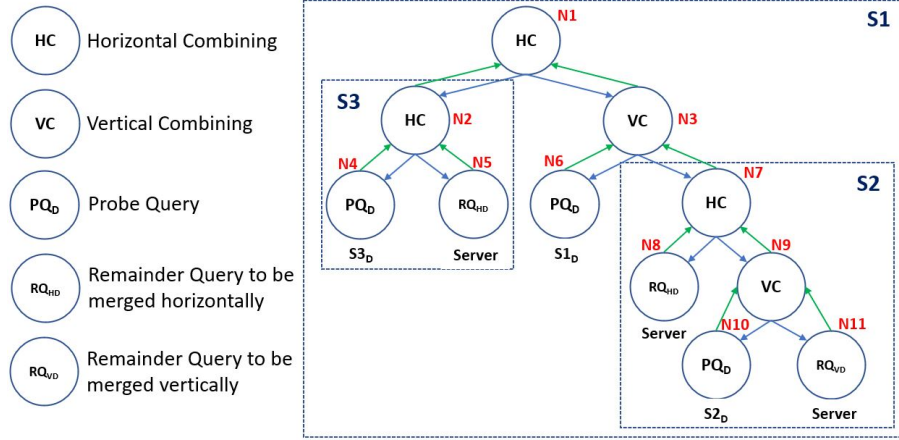 HC Horizontal Combining
VC Vertical Combining
PQD Probe Query
RQHD Remainder Query to be
merged horizontally
RQVD Remainder Query to be
merged vertically
S1
N1
HC
S3
HC
N2
VC
N3
N4
N5
PQD
RQHD
S3D
Server
N6
PQD
S1D
N7
S2
HC
N8
N9
RQHD
Server
VC
N10
N11
PQD
RQVD
S2D
Server